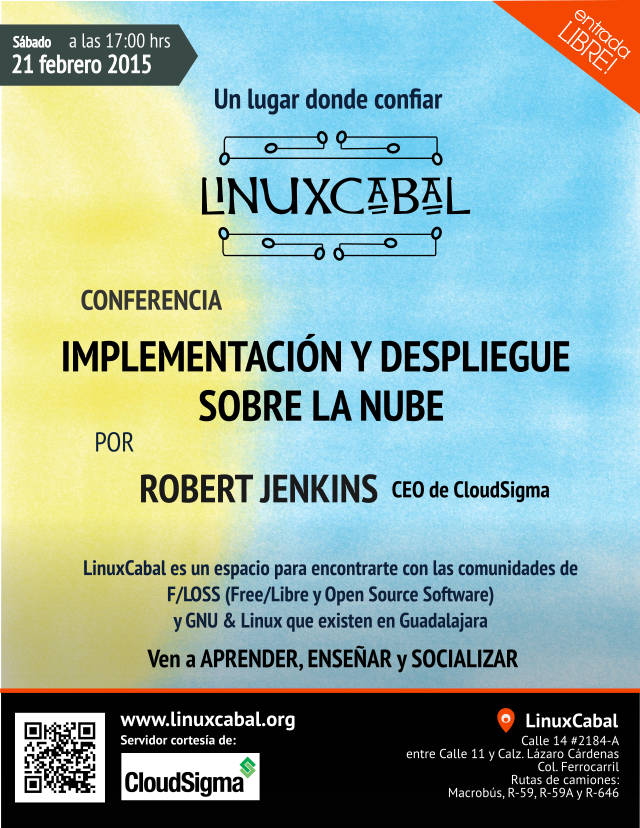 Sábado a las 17:00 hrs
21 febrero 2015
entrada
LIBRE!
Un lugar donde confiar
LINUXCABAL
CONFERENCIA
IMPLEMENTACIÓN Y DESPLIEGUE
SOBRE LA NUBE
POR
ROBERT JENKINS CEO de CloudSigma
LinuxCabal es un espacio para encontrarte con las comunidades de
F/LOSS (Free/Libre y Open Source Software)
y GNU & Linux que existen en Guadalajara
Ven a APRENDER, ENSEÑAR y SOCIALIZAR
www.linuxcabal.org
Servidor cortesía de:
CloudSigma
LinuxCabal
Calle 14 #2184-A
entre Calle 11 y Calz. Lázaro Cárdenas
Col. Ferrocarril
Rutas de camiones:
Macrobús, R-59, R-59A y R-646